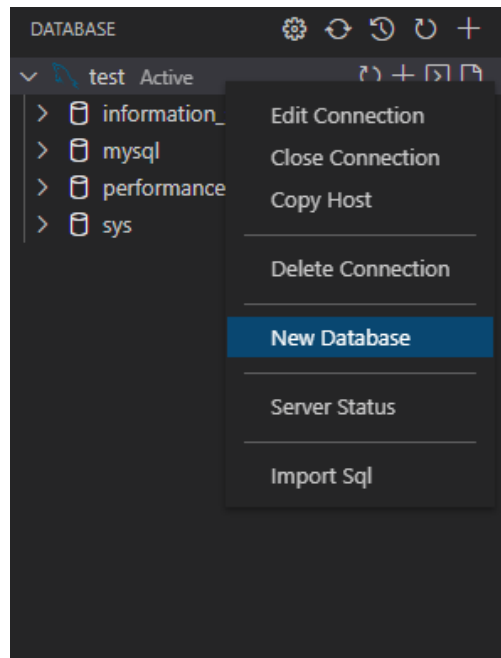 DATABASE
test Active
information_
mysql
performance
sys
Edit Connection
Close Connection
Copy Host
Delete Connection
New Database
Server Status
Import Sql